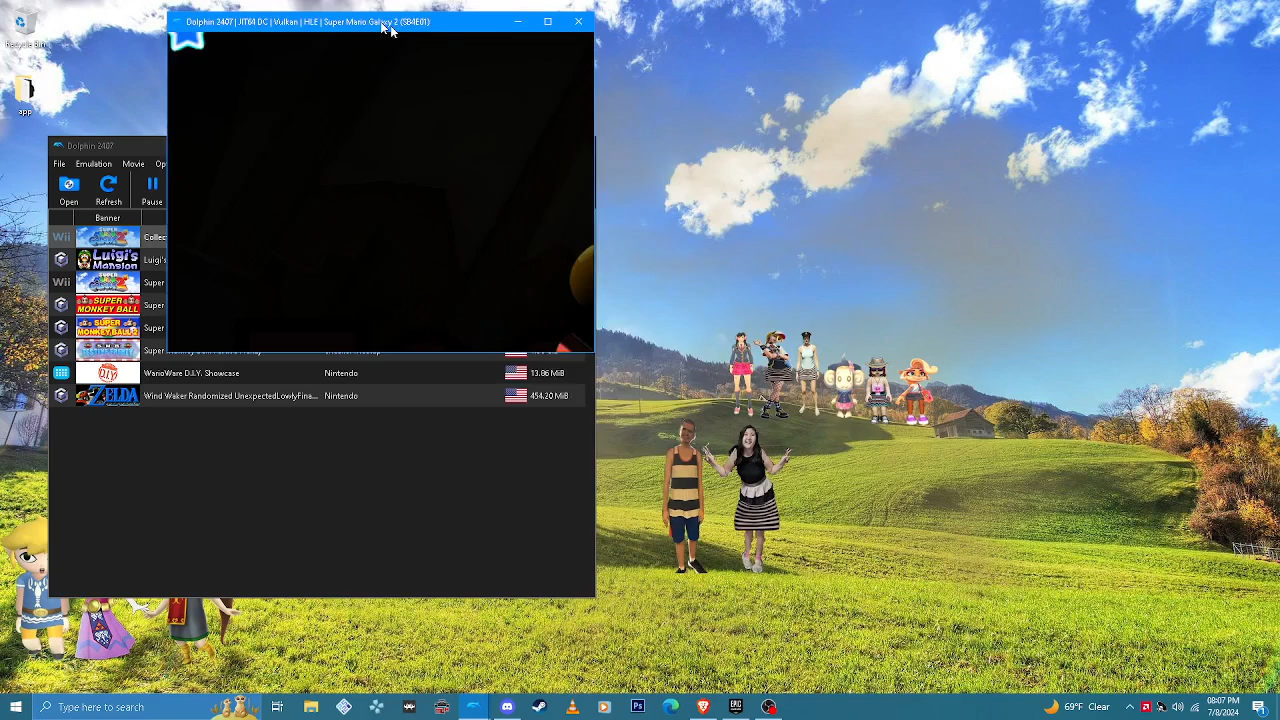 Dolphin 2407 | JIT64 DC | Vulkan | HLE | Super Mario Galaxy 2 (SB4E01)
Recycle Bin
app
Dolphin 2407
File Emulation Movie Op
Open Refresh Pause
Banner
Wii Collec
LUIGI'S MANSION Luigi's
Wii Super
SUPER MONKEY BALL Super
SUPER MONKEY BALL 2 Super
Super
D.I.Y. WarioWare D.I.Y. Showcase Nintendo 13.86 MiB
ZELDA Wind Waker Randomized UnexpectedLowlyFina... Nintendo 454.20 MiB
Type here to search
Ps
EPIC
69°F Clear
08:07 PM
7/8/2024